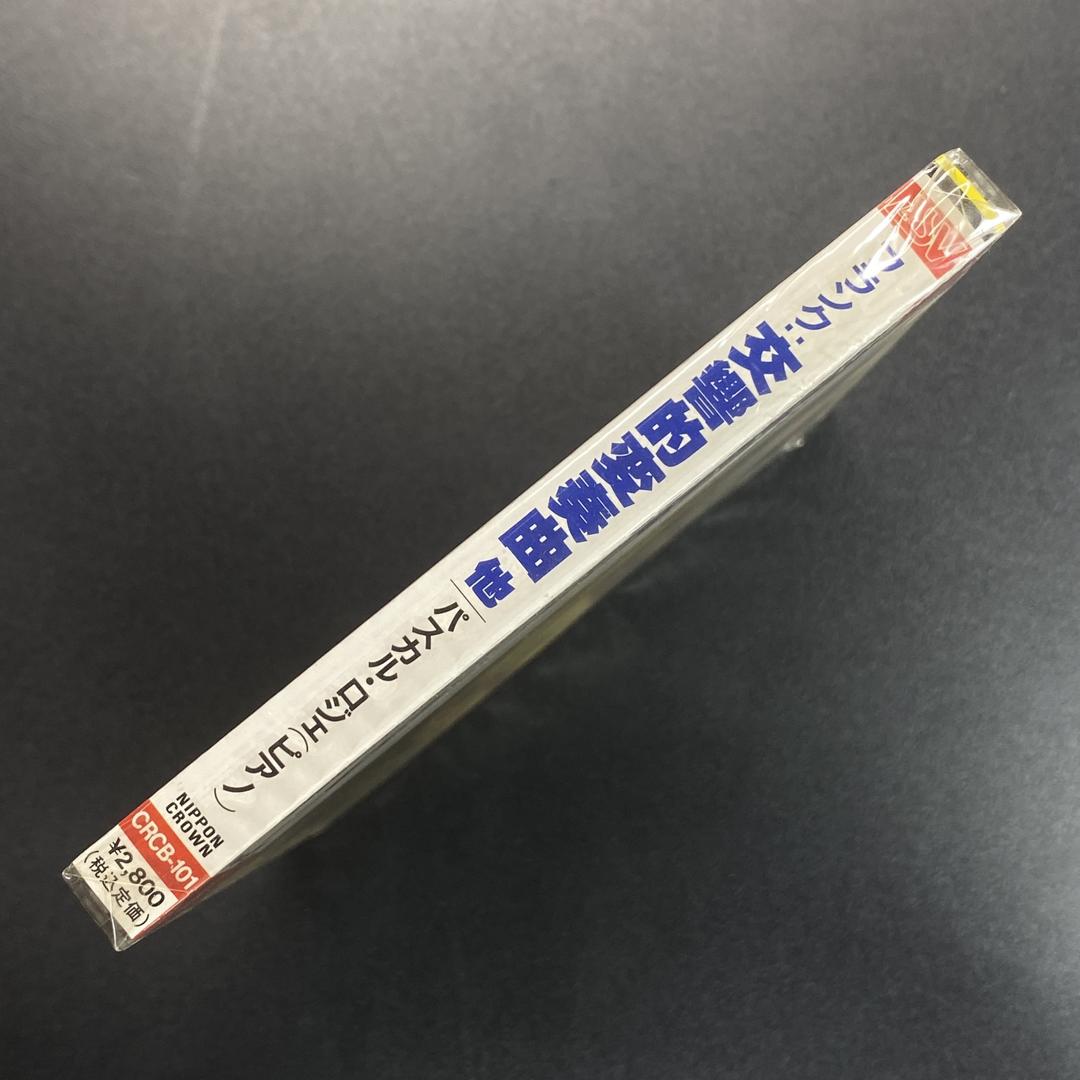 ASV
フランク:
交響的変奏曲 他
パスカル・ロジェ(ピアノ)
NIPPON
CROWN
CRCB-101
¥2,800
(税込定価)